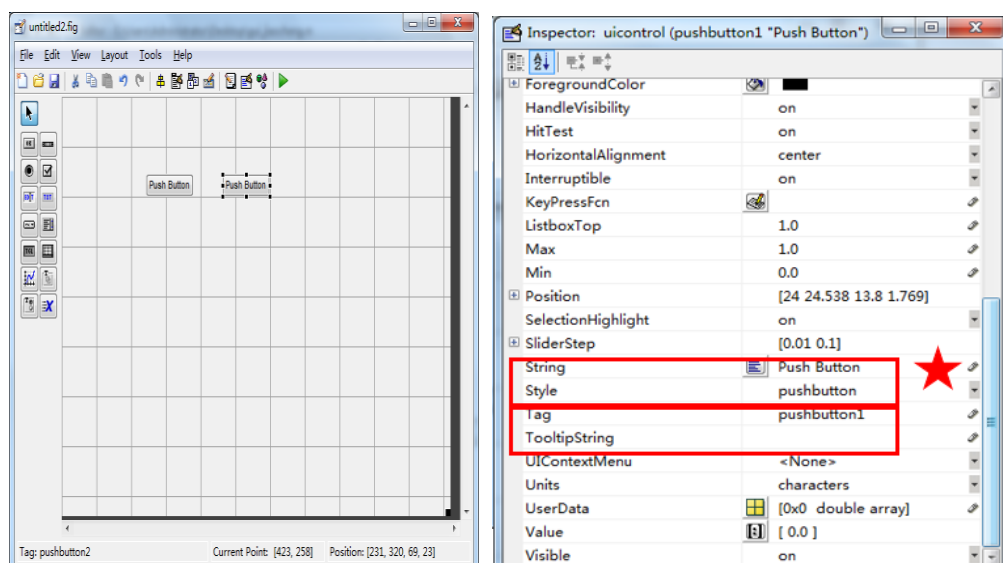 untitled2.fig
File Edit View Layout Tools Help
Push Button
Push Button
Tag: pushbutton2
Current Point: [423, 258]
Position: [231, 320, 69, 23]
Inspector: uicontrol (pushbutton1 "Push Button")
ForegroundColor
HandleVisibility on
HitTest on
HorizontalAlignment center
Interruptible on
KeyPressFcn
ListboxTop 1.0
Max 1.0
Min 0.0
Position [24 24.538 13.8 1.769]
SelectionHighlight on
SliderStep [0.01 0.1]
String Push Button
Style pushbutton
Tag pushbutton1
TooltipString
UIContextMenu <None>
Units characters
UserData [0x0 double array]
Value [ 0.0 ]
Visible on